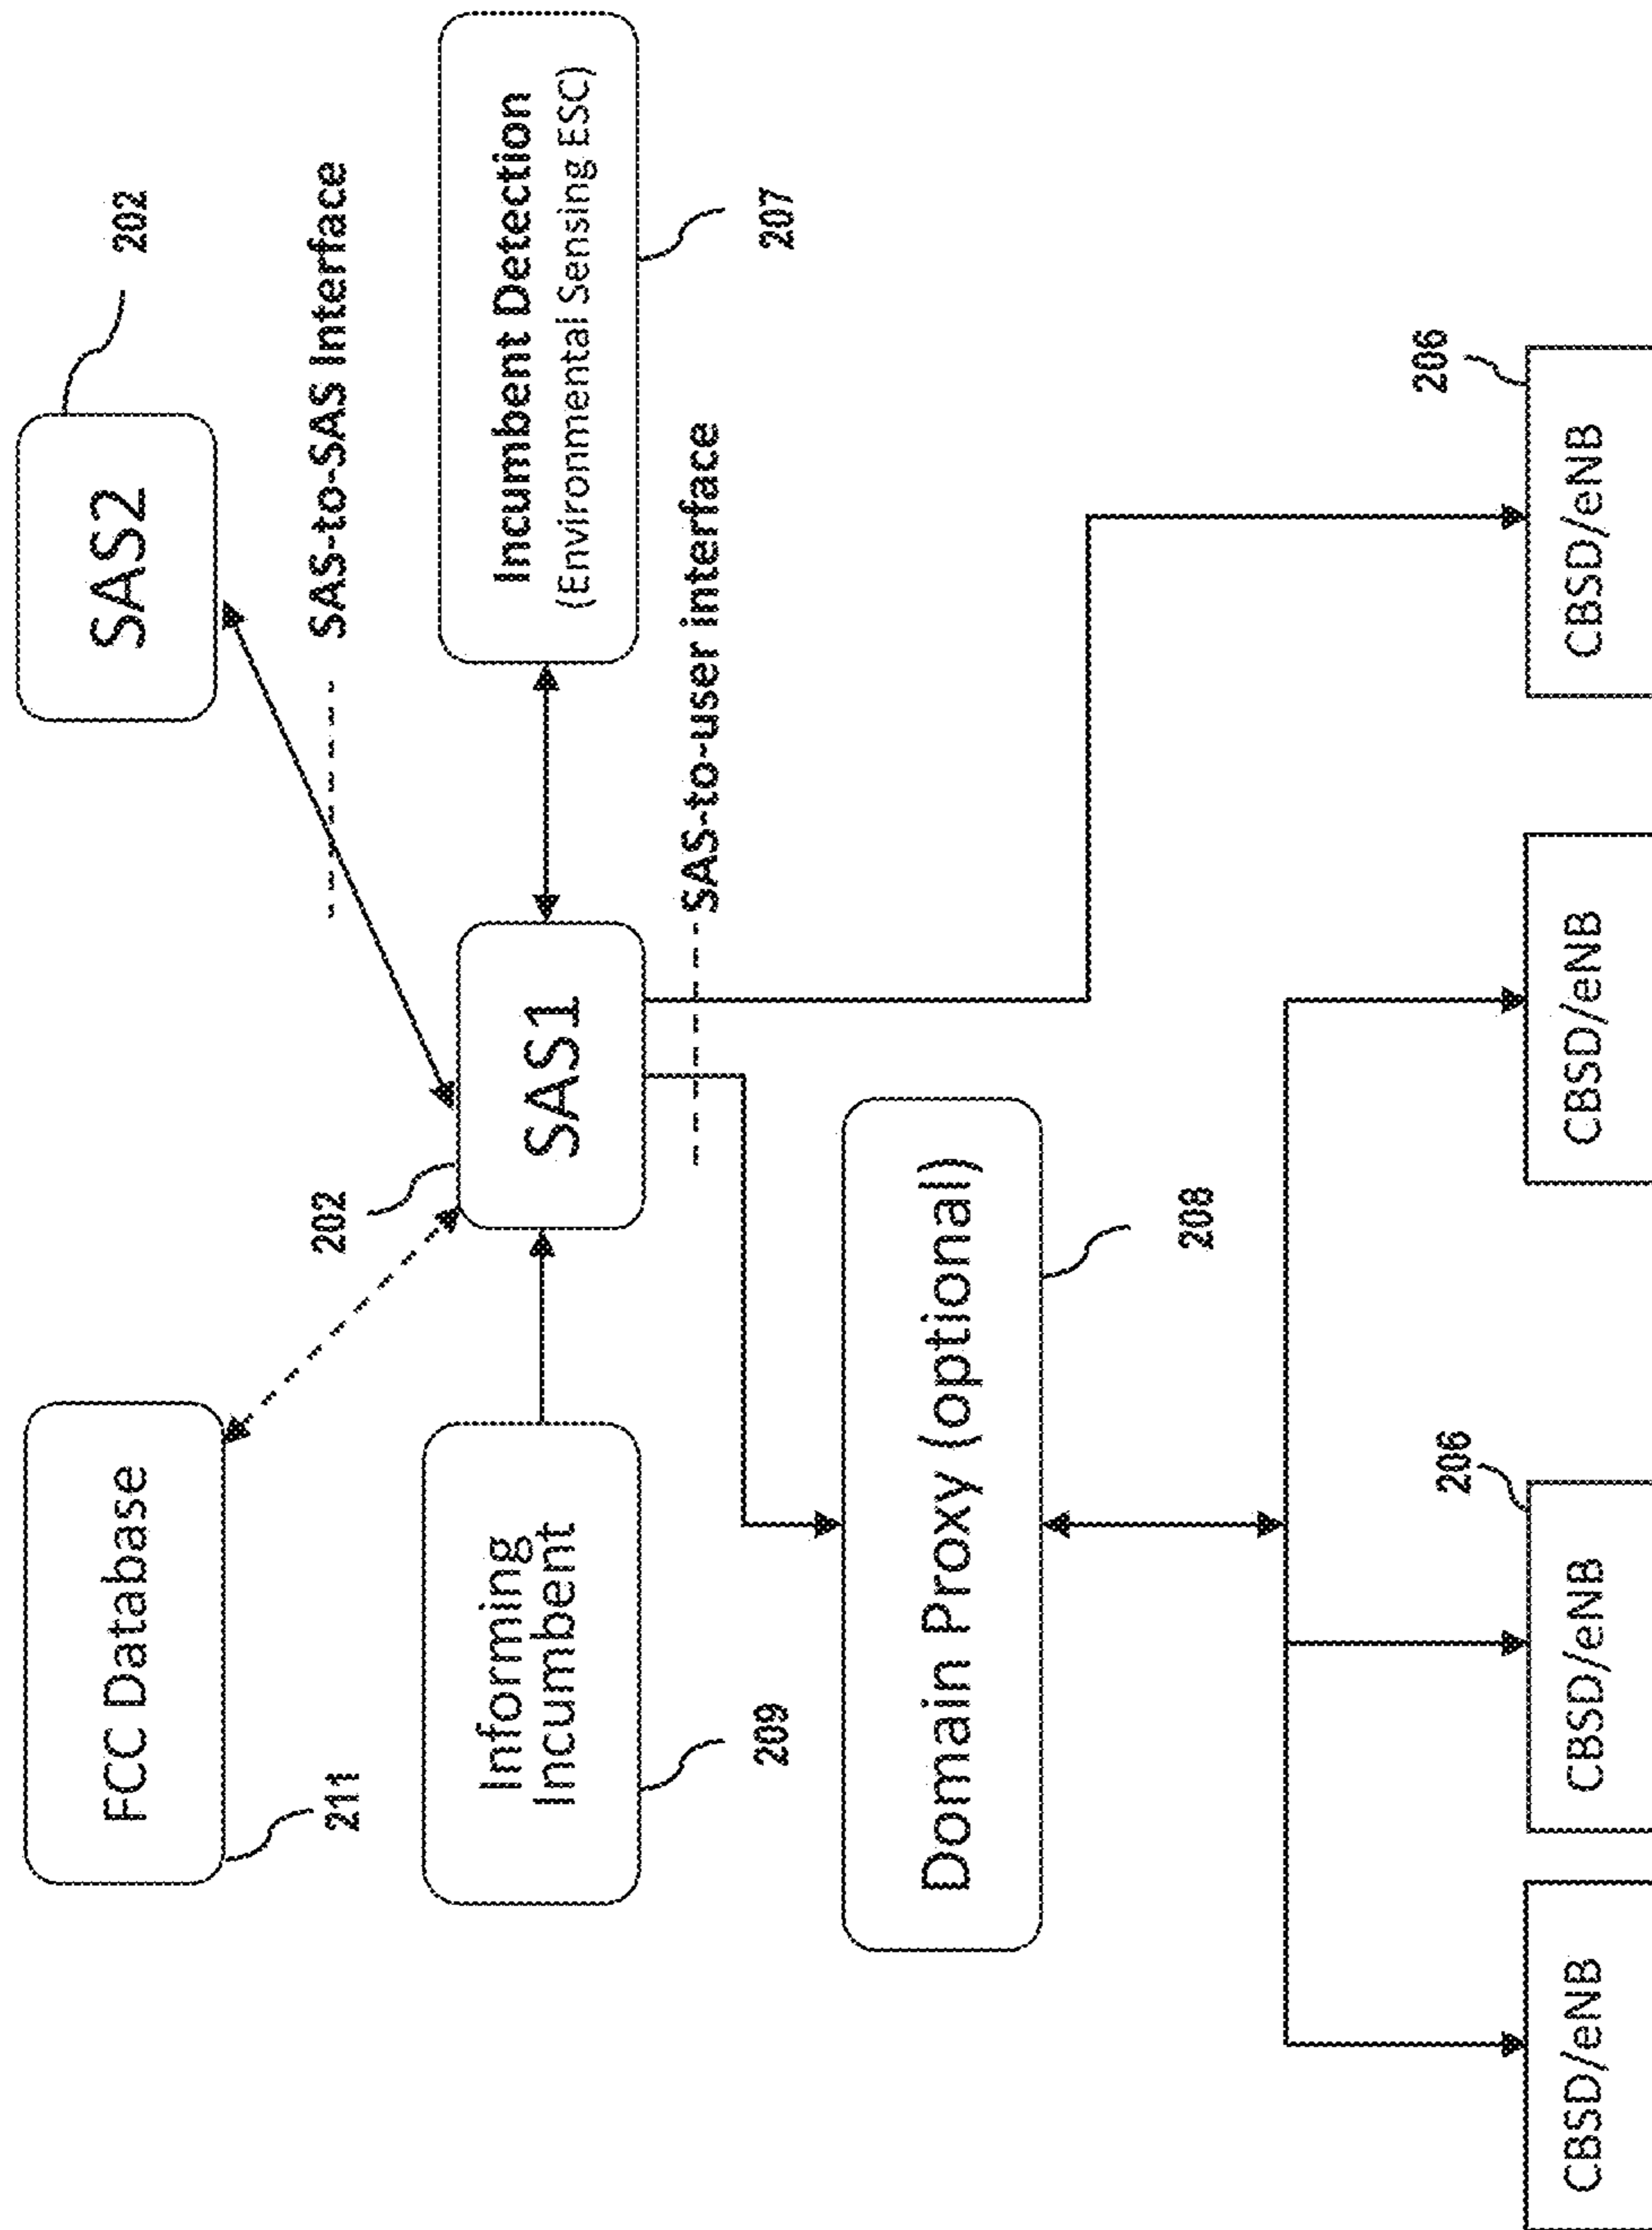 FCC Database
211
SAS2
202
SAS-to-SAS Interface
202
Informing
Incumbent
209
SAS1
Incumbent Detection
(Environmental Sensing ESC)
207
SAS-to-user interface
Domain Proxy (optional)
208
206
206
CBSD/eNB
CBSD/eNB
CBSD/eNB
CBSD/eNB